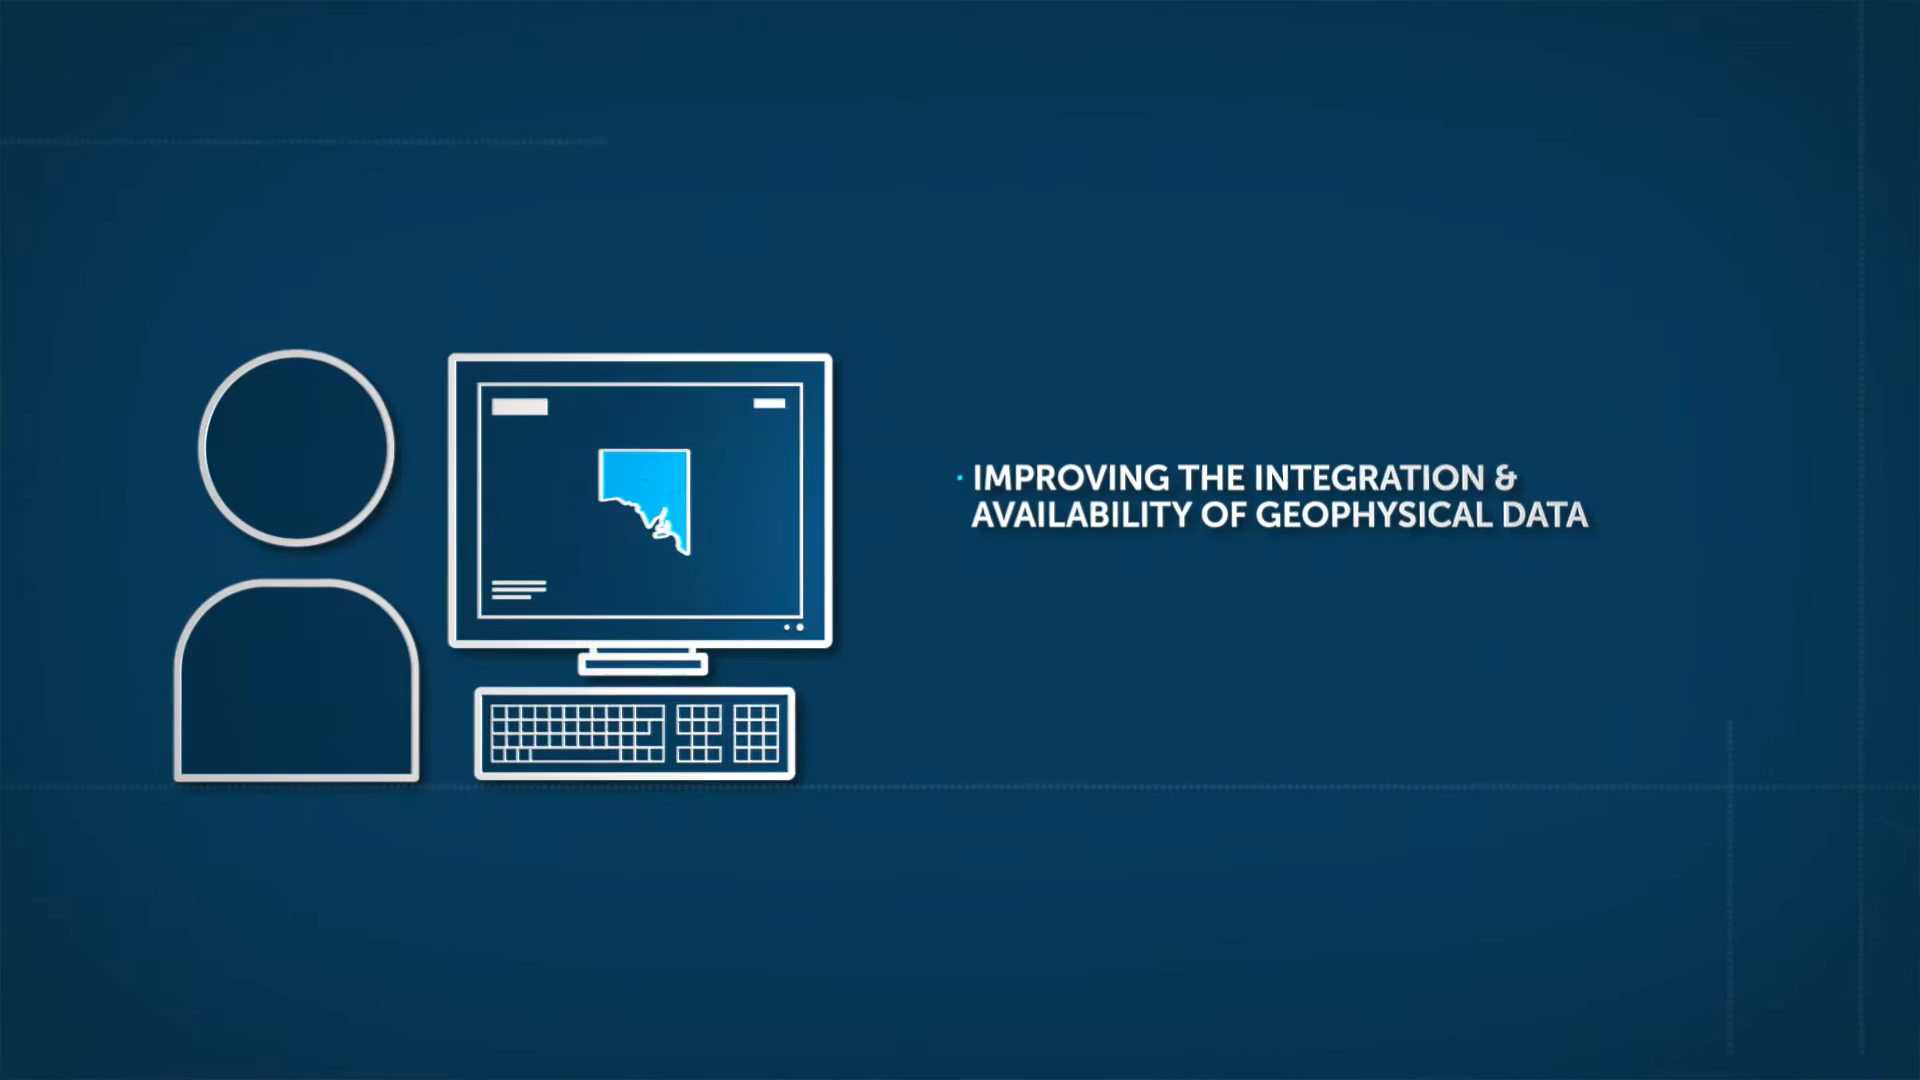 · IMPROVING THE INTEGRATION &
AVAILABILITY OF GEOPHYSICAL DATA